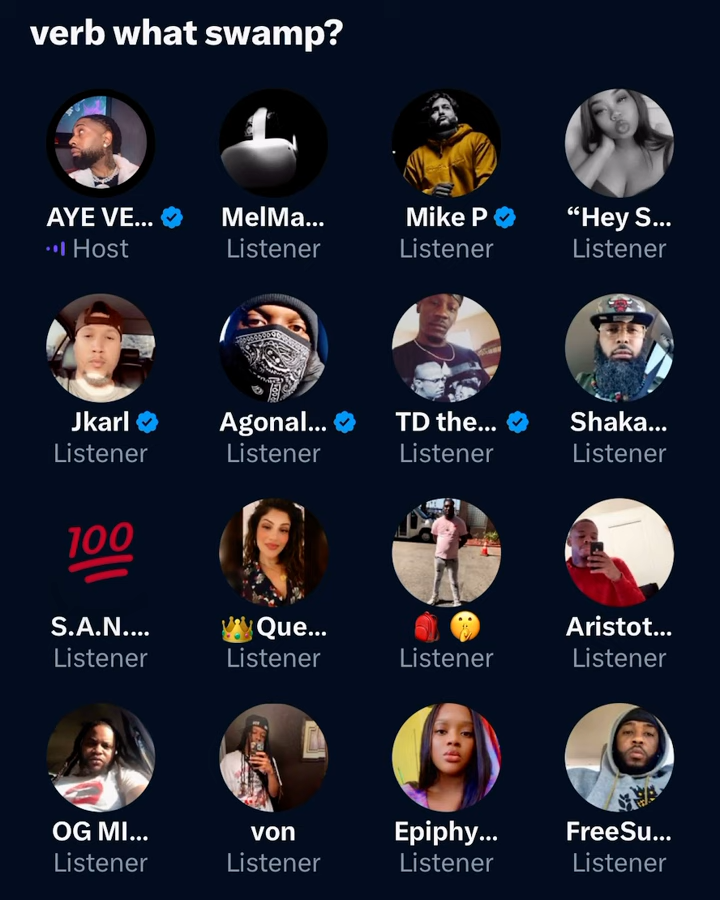 verb what swamp?
AYE VE... MelMa... Mike P “Hey S...
Host Listener Listener Listener
Jkarl Agonal... TD the... Shaka...
Listener Listener Listener Listener
100
S.A.N.... 👑Que... 🎒🤫 Aristot...
Listener Listener Listener Listener
OG MI... von Epiphy... FreeSu...
Listener Listener Listener Listener